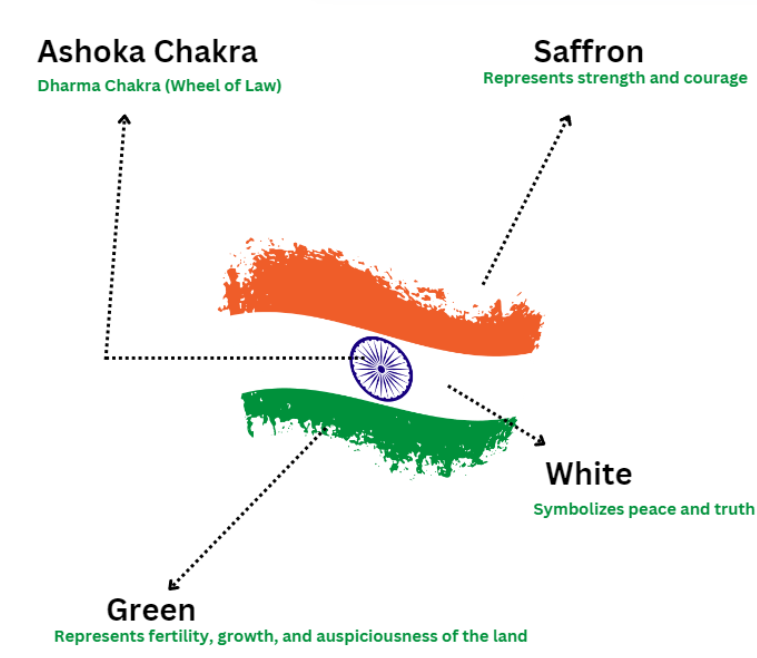 Ashoka Chakra
Dharma Chakra (Wheel of Law)
Saffron
Represents strength and courage
White
Symbolizes peace and truth
Green
Represents fertility, growth, and auspiciousness of the land